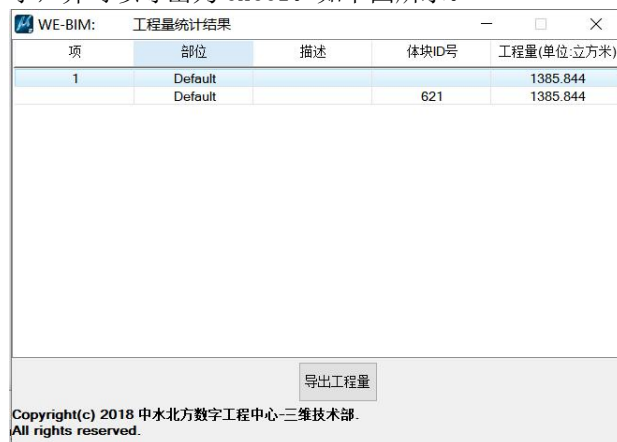 WE-BIM: 工程量统计结果
项 部位 描述 体块ID号 工程量(单位:立方米)
1 Default 1385.844
Default 621 1385.844
导出工程量
Copyright(c) 2018 中水北方数字工程中心-三维技术部.
All rights reserved.